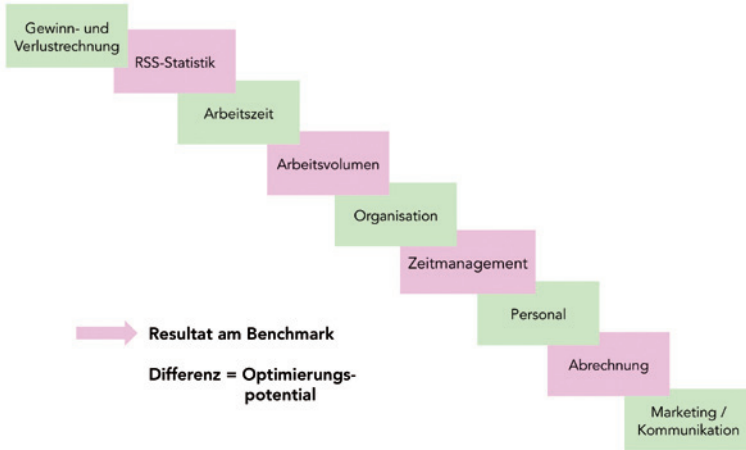 Gewinn- und
Verlustrechnung
RSS-Statistik
Arbeitszeit
Arbeitsvolumen
Organisation
Zeitmanagement
Personal
Abrechnung
Marketing /
Kommunikation
Resultat am Benchmark
Differenz = Optimierungs-
potential